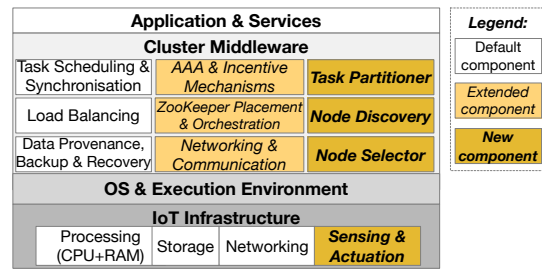 Application & Services
Cluster Middleware
Task Scheduling &
Synchronisation
AAA & Incentive
Mechanisms
Task Partitioner
Load Balancing
ZooKeeper Placement
& Orchestration
Node Discovery
Data Provenance,
Backup & Recovery
Networking &
Communication
Node Selector
OS & Execution Environment
IoT Infrastructure
Processing
(CPU+RAM)
Storage
Networking
Sensing &
Actuation
Legend:
Default
component
Extended
component
New
component